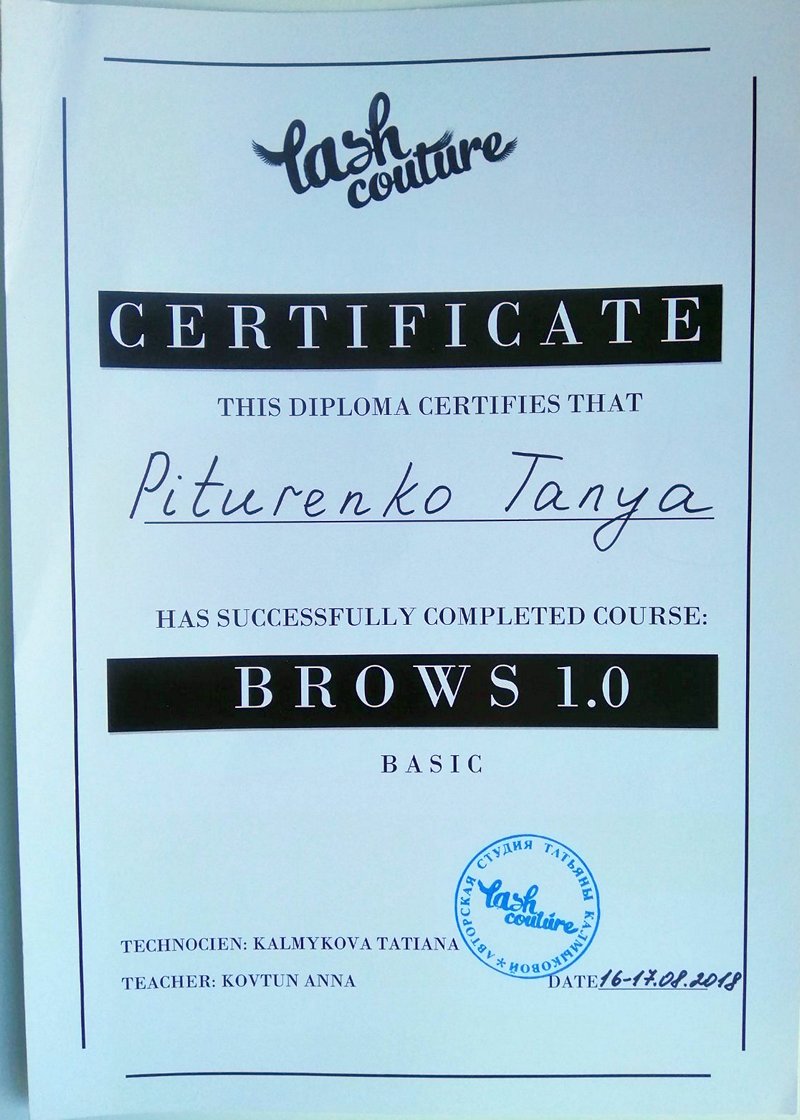 lash
couture
CERTIFICATE
THIS DIPLOMA CERTIFIES THAT
Piturenko Tanya
HAS SUCCESSFULLY COMPLETED COURSE:
BROWS 1.0
BASIC
АВТОРСКАЯ СТУДИЯ ТАТЬЯНЫ КАЛМЫКОВОЙ *
lash
couture
TECHNOCIEN: KALMYKOVA TATIANA
TEACHER: KOVTUN ANNA
DATE 16-17.08.2018